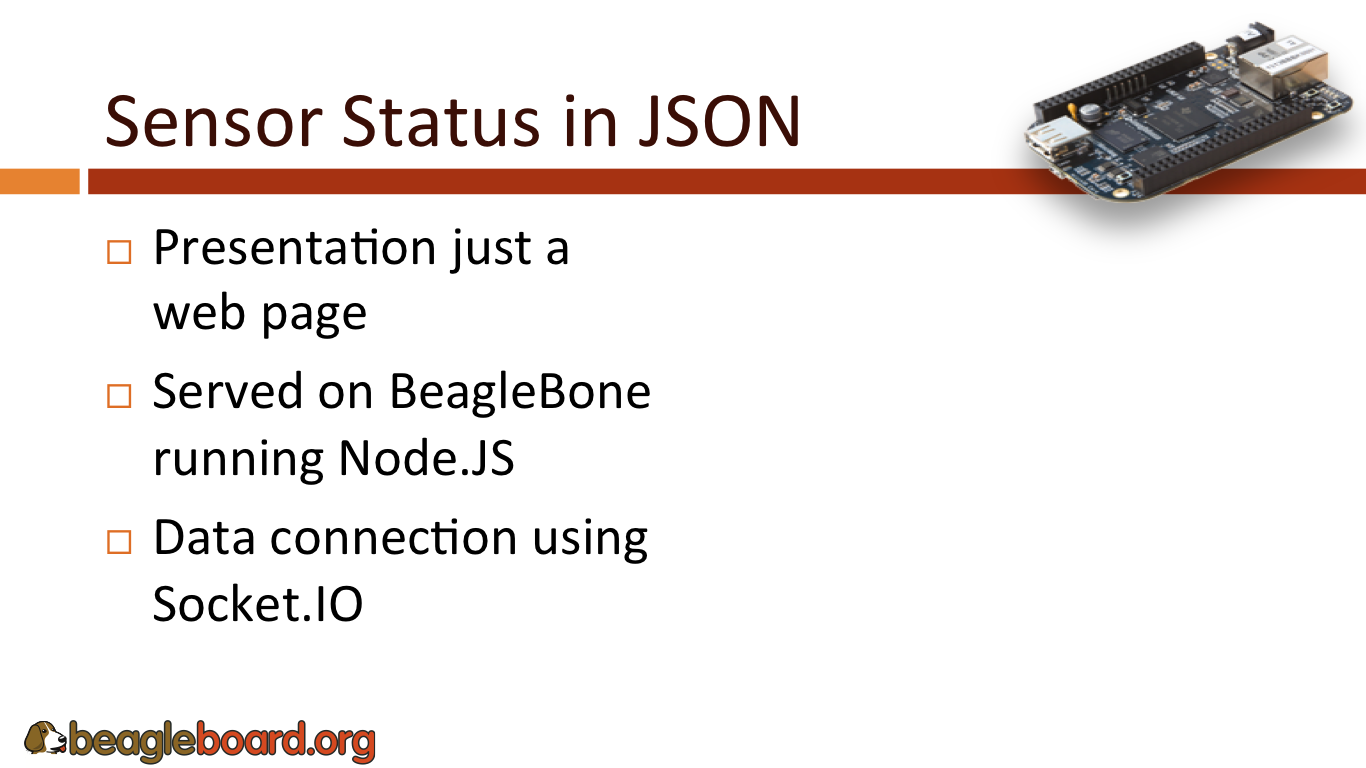 Sensor Status in JSON
Presentation just a
web page
Served on BeagleBone
running Node.JS
Data connection using
Socket.IO
beagleboard.org